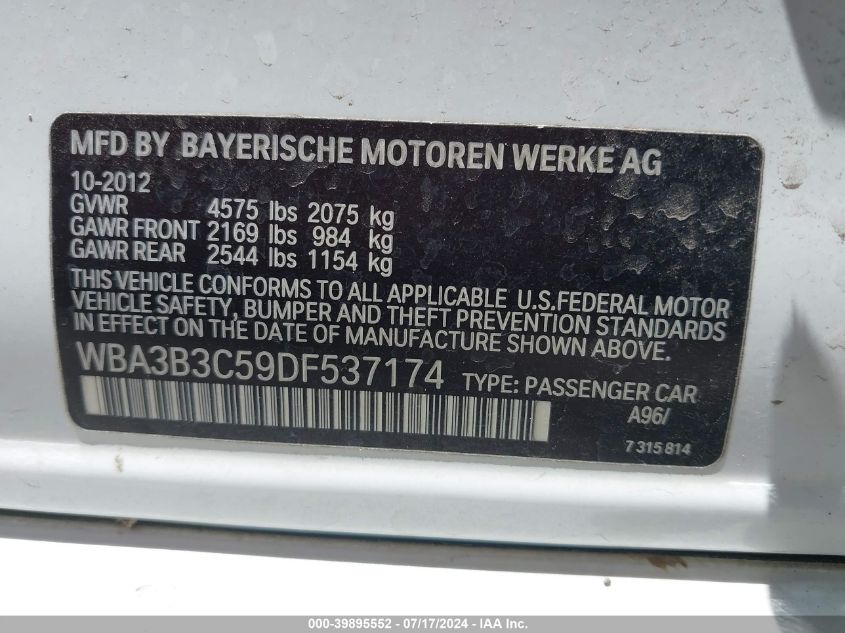 MFD BY BAYERISCHE MOTOREN WERKE AG
10-2012
GVWR 4575 lbs 2075 kg
GAWR FRONT 2169 lbs 984 kg
GAWR REAR 2544 lbs 1154 kg
THIS VEHICLE CONFORMS TO ALL APPLICABLE U.S.FEDERAL MOTOR
VEHICLE SAFETY, BUMPER AND THEFT PREVENTION STANDARDS
IN EFFECT ON THE DATE OF MANUFACTURE SHOWN ABOVE.
WBA3B3C59DF537174 TYPE: PASSENGER CAR
A96/
7 315 814
000-39895552 - 07/17/2024 - IAA Inc.